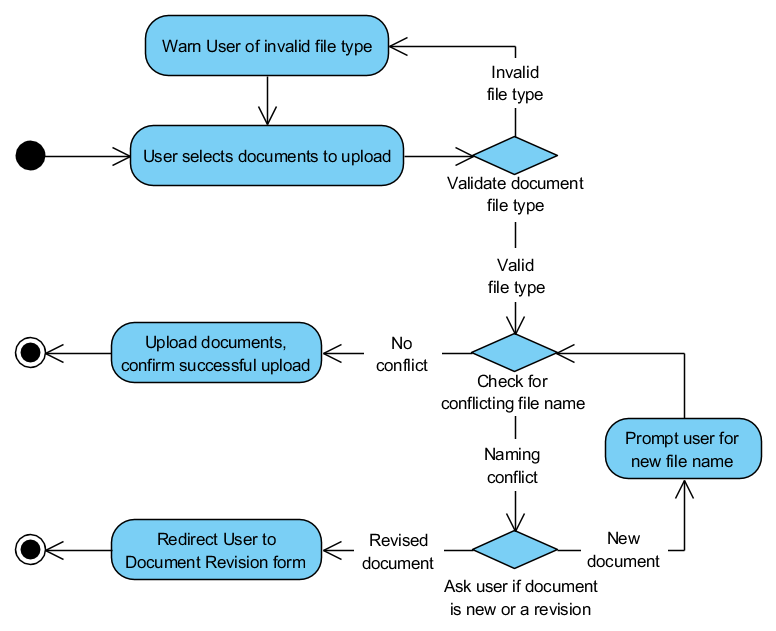 Warn User of invalid file type
Invalid
file type
User selects documents to upload
Validate document
file type
Valid
file type
Upload documents,
confirm successful upload
No
conflict
Check for
conflicting file name
Prompt user for
new file name
Naming
conflict
Redirect User to
Document Revision form
Revised
document
New
document
Ask user if document
is new or a revision